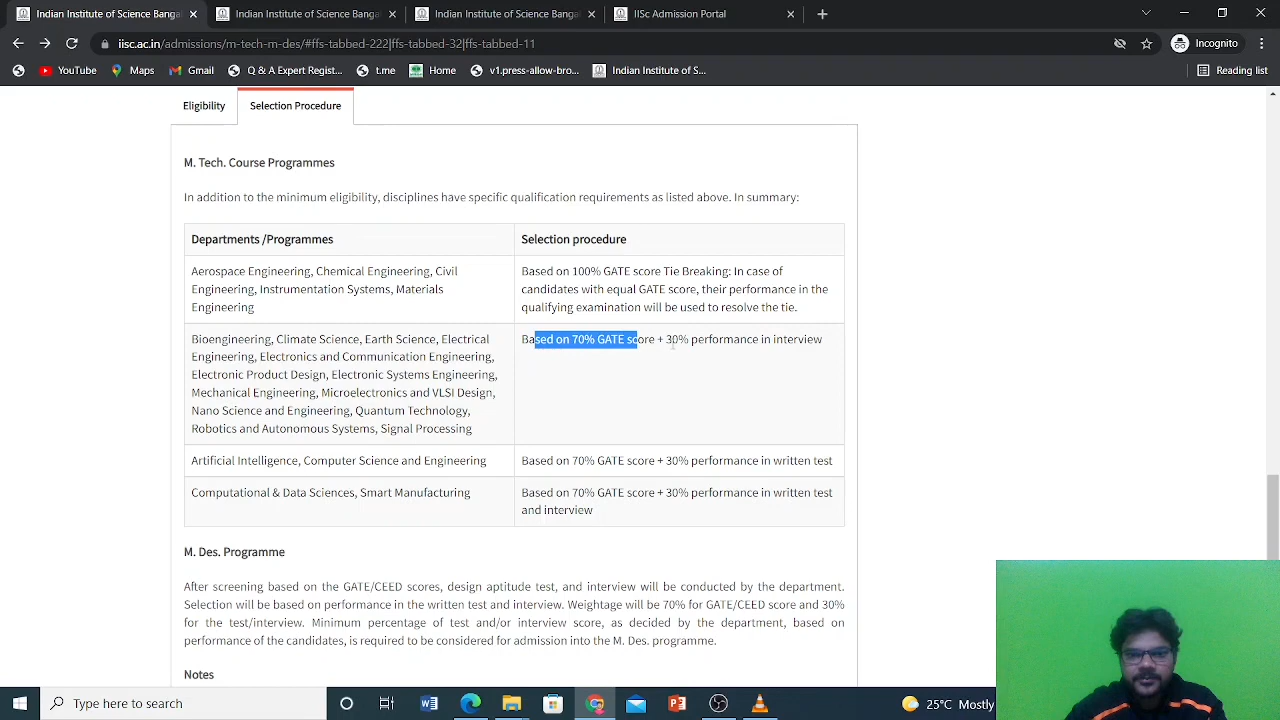 Indian Institute of Science Bangal
Indian Institute of Science Bangal
Indian Institute of Science Bangal
IISc Admission Portal
iisc.ac.in/admissions/m-tech-m-des/#ffs-tabbed-222|ffs-tabbed-32|ffs-tabbed-11
Incognito
YouTube
Maps
Gmail
Q & A Expert Regist...
t.me
Home
v1.press-allow-bro...
Indian Institute of S...
Reading list
Eligibility
Selection Procedure
M. Tech. Course Programmes
In addition to the minimum eligibility, disciplines have specific qualification requirements as listed above. In summary:
Departments /Programmes
Selection procedure
Aerospace Engineering, Chemical Engineering, Civil
Engineering, Instrumentation Systems, Materials
Engineering
Based on 100% GATE score Tie Breaking: In case of
candidates with equal GATE score, their performance in the
qualifying examination will be used to resolve the tie.
Bioengineering, Climate Science, Earth Science, Electrical
Engineering, Electronics and Communication Engineering,
Electronic Product Design, Electronic Systems Engineering,
Mechanical Engineering, Microelectronics and VLSI Design,
Nano Science and Engineering, Quantum Technology,
Robotics and Autonomous Systems, Signal Processing
Based on 70% GATE score + 30% performance in interview
Artificial Intelligence, Computer Science and Engineering
Based on 70% GATE score + 30% performance in written test
Computational & Data Sciences, Smart Manufacturing
Based on 70% GATE score + 30% performance in written test
and interview
M. Des. Programme
After screening based on the GATE/CEED scores, design aptitude test, and interview will be conducted by the department.
Selection will be based on performance in the written test and interview. Weightage will be 70% for GATE/CEED score and 30%
for the test/interview. Minimum percentage of test and/or interview score, as decided by the department, based on
performance of the candidates, is required to be considered for admission into the M. Des. programme.
Notes
Type here to search
25°C Mostly